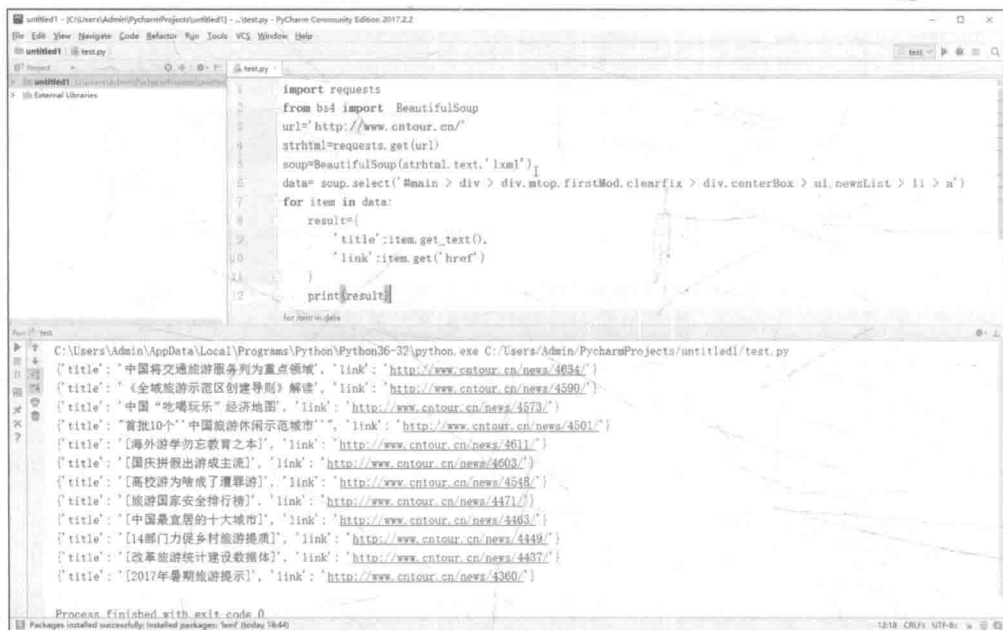 untitled1 - [C:\Users\Admin\PycharmProjects\untitled1] - ...\test.py - PyCharm Community Edition 2017.2.2
File Edit View Navigate Code Refactor Run Tools VCS Window Help
untitled1 test.py
test
Project
test.py
untitled1
External Libraries
1 import requests
2 from bs4 import BeautifulSoup
3 url='http://www.cntour.cn/'
4 strhtml=requests.get(url)
5 soup=BeautifulSoup(strhtml.text,'lxml')
6 data= soup.select('#main > div > div.mtop.firstMod.clearfix > div.centerBox > ul.newsList > li > a')
7 for item in data:
8 result={
9 'title':item.get_text(),
10 'link':item.get('href')
11 }
12 print(result)
for item in data
Run test
C:\Users\Admin\AppData\Local\Programs\Python\Python36-32\python.exe C:/Users/Admin/PycharmProjects/untitled1/test.py
{'title': '中国将交通旅游服务列为重点领域', 'link': 'http://www.cntour.cn/news/4634/'}
{'title': '《全域旅游示范区创建导则》解读', 'link': 'http://www.cntour.cn/news/4590/'}
{'title': '中国“吃喝玩乐”经济地图', 'link': 'http://www.cntour.cn/news/4573/'}
{'title': "首批10个''中国旅游休闲示范城市''", 'link': 'http://www.cntour.cn/news/4501/'}
{'title': '[海外游学勿忘教育之本]', 'link': 'http://www.cntour.cn/news/4611/'}
{'title': '[国庆拼假出游成主流]', 'link': 'http://www.cntour.cn/news/4603/'}
{'title': '[高校游为啥成了遭罪游]', 'link': 'http://www.cntour.cn/news/4548/'}
{'title': '[旅游国家安全排行榜]', 'link': 'http://www.cntour.cn/news/4471/'}
{'title': '[中国最宜居的十大城市]', 'link': 'http://www.cntour.cn/news/4463/'}
{'title': '[14部门力促乡村旅游提质]', 'link': 'http://www.cntour.cn/news/4449/'}
{'title': '[改革旅游统计建设数据体]', 'link': 'http://www.cntour.cn/news/4437/'}
{'title': '[2017年暑期旅游提示]', 'link': 'http://www.cntour.cn/news/4360/'}
Process finished with exit code 0
Packages installed successfully: Installed packages: 'lxml' (today 18:44)
12:18 CRLF: UTF-8: